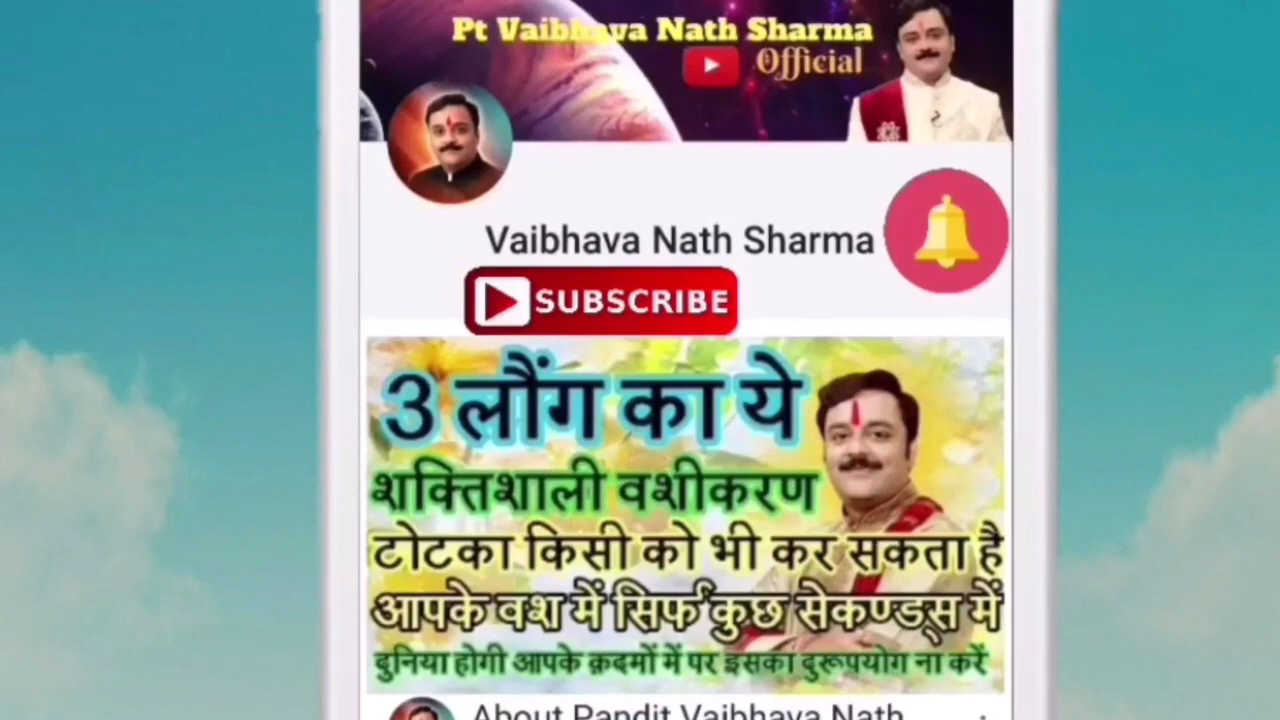 Pt Vaibhava Nath Sharma
Official
Vaibhava Nath Sharma
SUBSCRIBE
3 लौंग का ये
शक्तिशाली वशीकरण
टोटका किसी को भी कर सकता है
आपके वश में सिर्फ कुछ सेकण्ड्स में
दुनिया होगी आपके क़दमों में पर इसका दुरूपयोग ना करें
About Pandit Vaibhava Nath